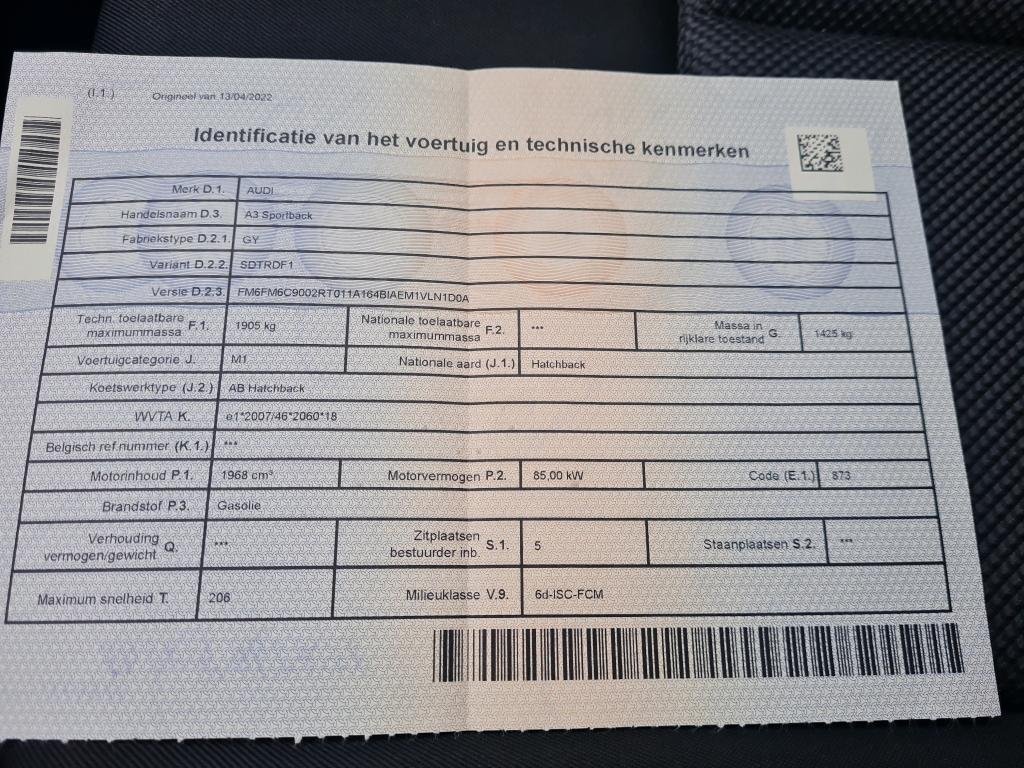 (I.1.) Origineel van 13/04/2022
Identificatie van het voertuig en technische kenmerken
Merk D.1. AUDI
Handelsnaam D.3. A3 Sportback
Fabriekstype D.2.1. GY
Variant D.2.2. SDTRDF1
Versie D.2.3. FM6FM6C9002RT011A164BIAEM1VLN1D0A
Techn. toelaatbare maximummassa F.1. 1905 kg Nationale toelaatbare maximummassa F.2. *** Massa in rijklare toestand G. 1425 kg
Voertuigcategorie J. M1 Nationale aard (J.1.) Hatchback
Koetswerktype (J.2.) AB Hatchback
WVTA K. e1*2007/46*2060*18
Belgisch ref.nummer (K.1.) ***
Motorinhoud P.1. 1968 cm³ Motorvermogen P.2. 85,00 kW Code (E.1.) 873
Brandstof P.3. Gasolie
Verhouding vermogen/gewicht Q. *** Zitplaatsen bestuurder inb. S.1. 5 Staanplaatsen S.2. ***
Maximum snelheid T. 206 Milieuklasse V.9. 6d-ISC-FCM